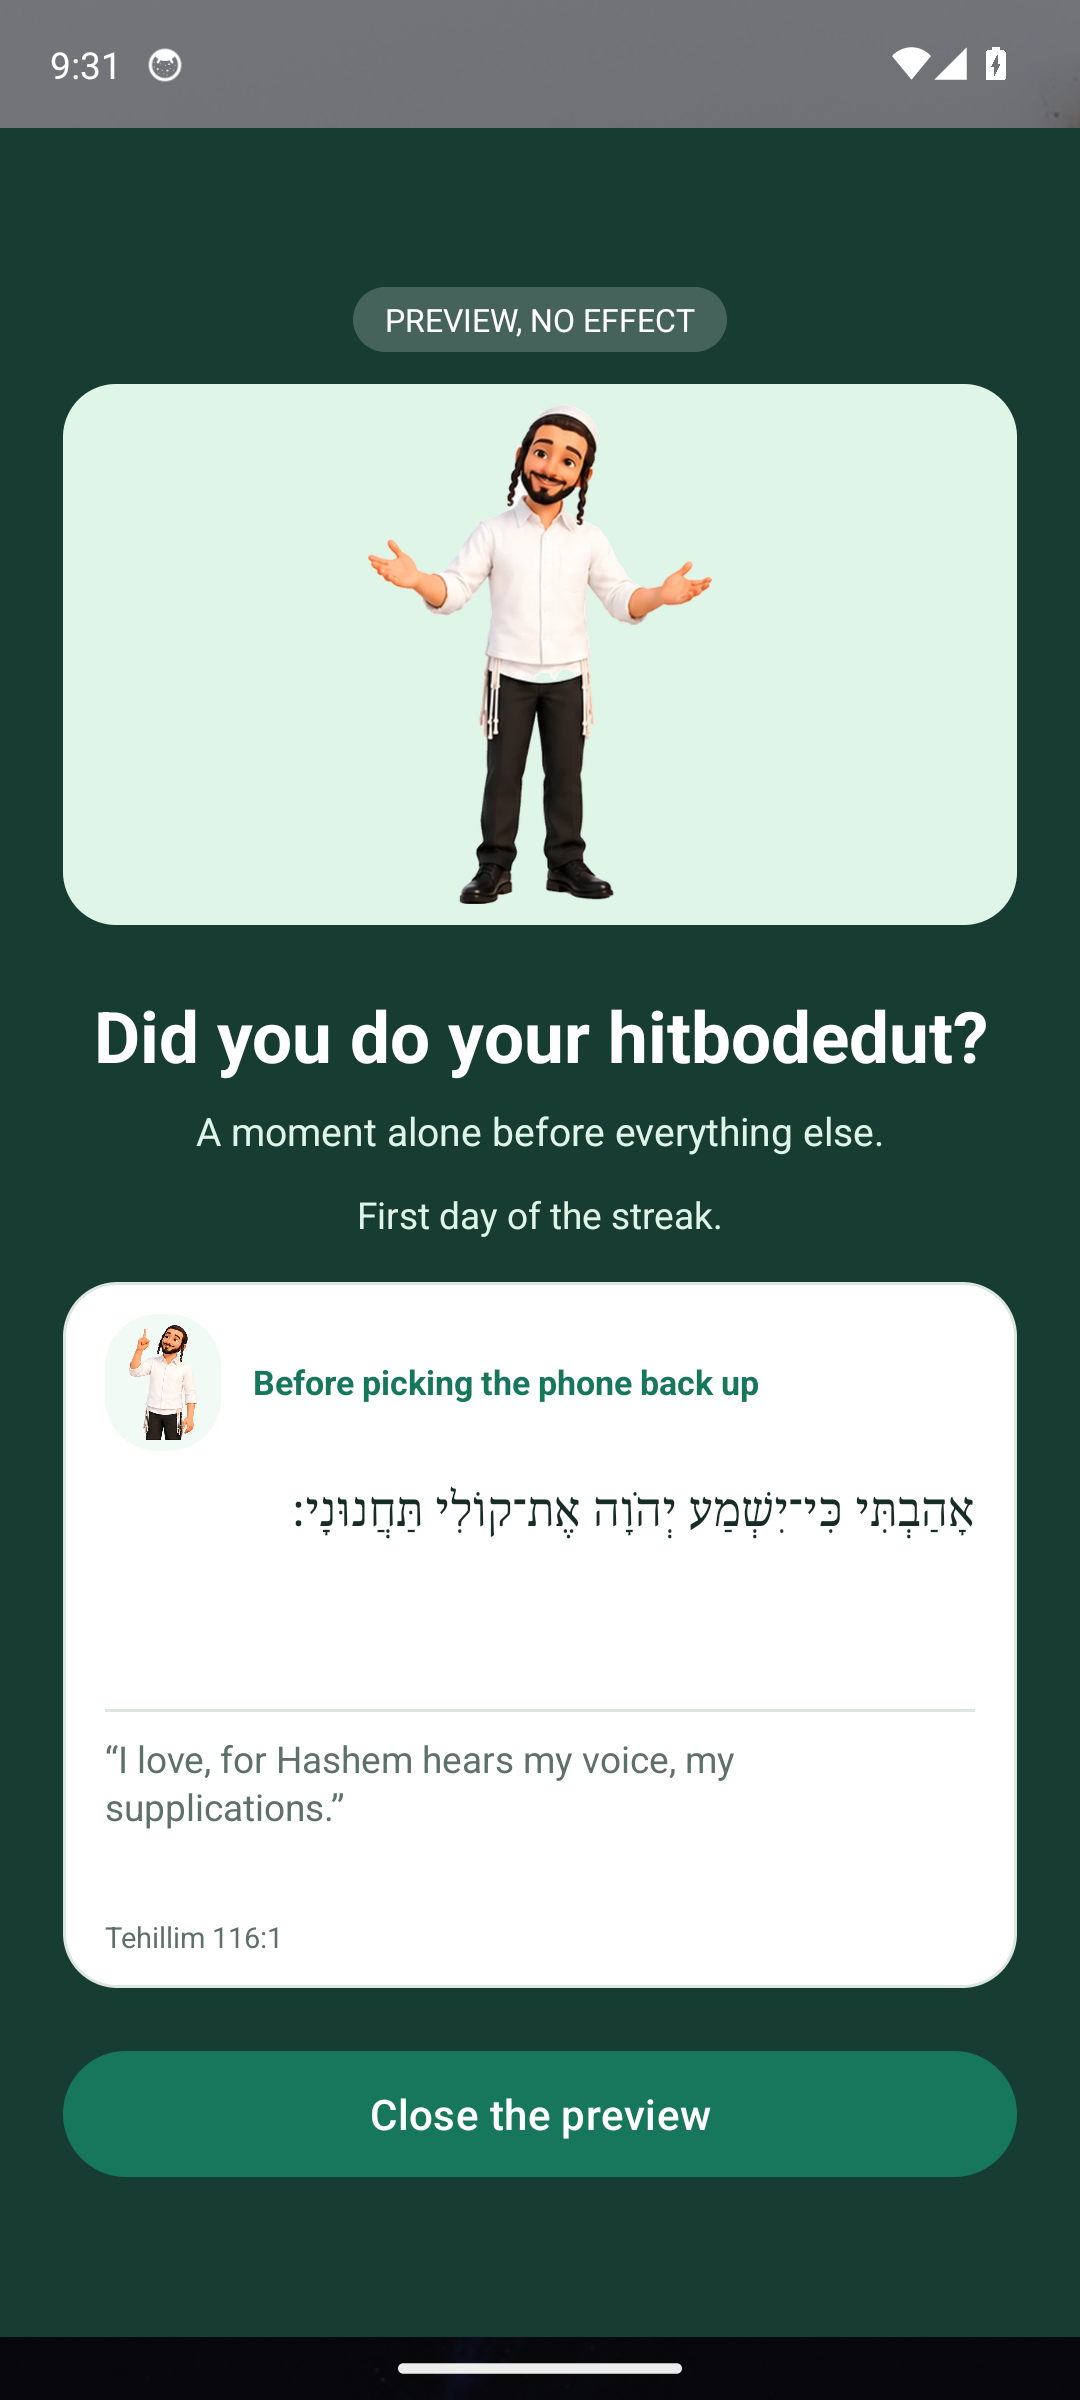 9:31
PREVIEW, NO EFFECT
Did you do your hitbodedut?
A moment alone before everything else.
First day of the streak.
Before picking the phone back up
אָהַבְתִּי כִּי־יִשְׁמַע יְהֹוָה אֶת־קוֹלִי תַּחֲנוּנָי׃
“I love, for Hashem hears my voice, my
supplications.”
Tehillim 116:1
Close the preview